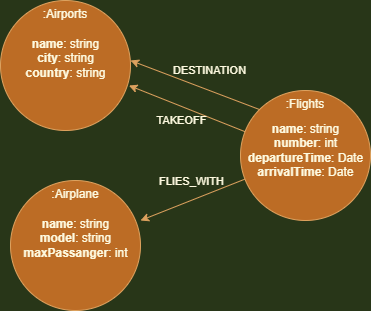 :Airports
name: string
city: string
country: string
DESTINATION
TAKEOFF
:Flights
name: string
number: int
departureTime: Date
arrivalTime: Date
FLIES_WITH
:Airplane
name: string
model: string
maxPassanger: int